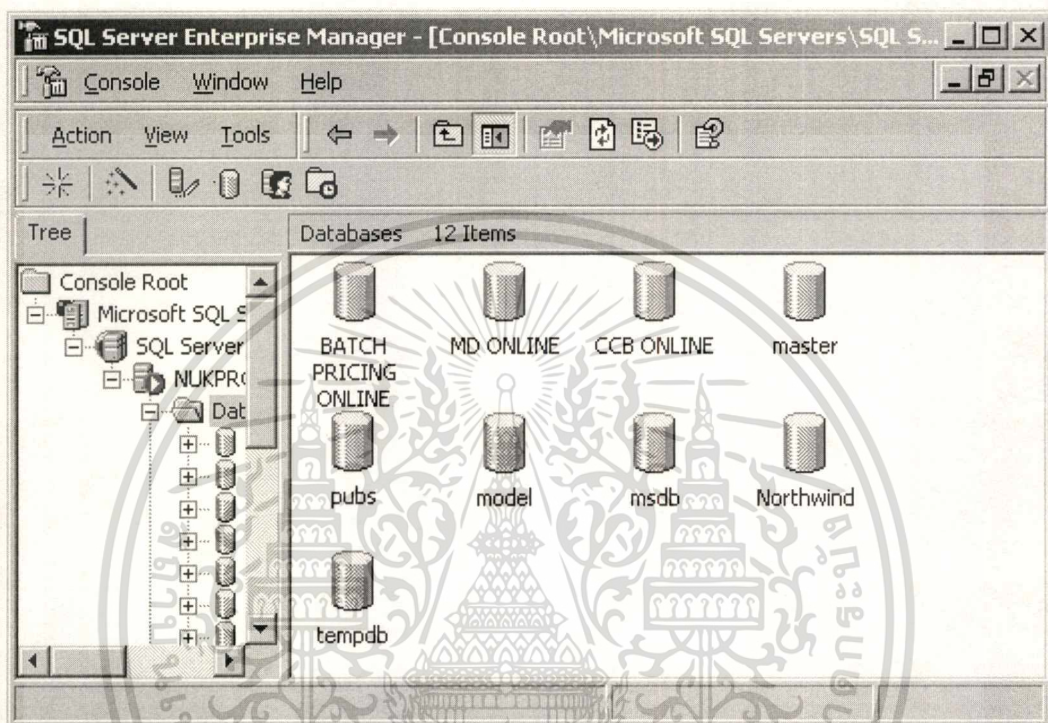 SQL Server Enterprise Manager - [Console Root\Microsoft SQL Servers\SQL S...
Console Window Help
Action View Tools
Tree
Databases 12 Items
Console Root
Microsoft SQL S
SQL Server
NUKPRO
Dat
BATCH PRICING ONLINE
MD ONLINE
CCB ONLINE
master
pubs
model
msdb
Northwind
tempdb